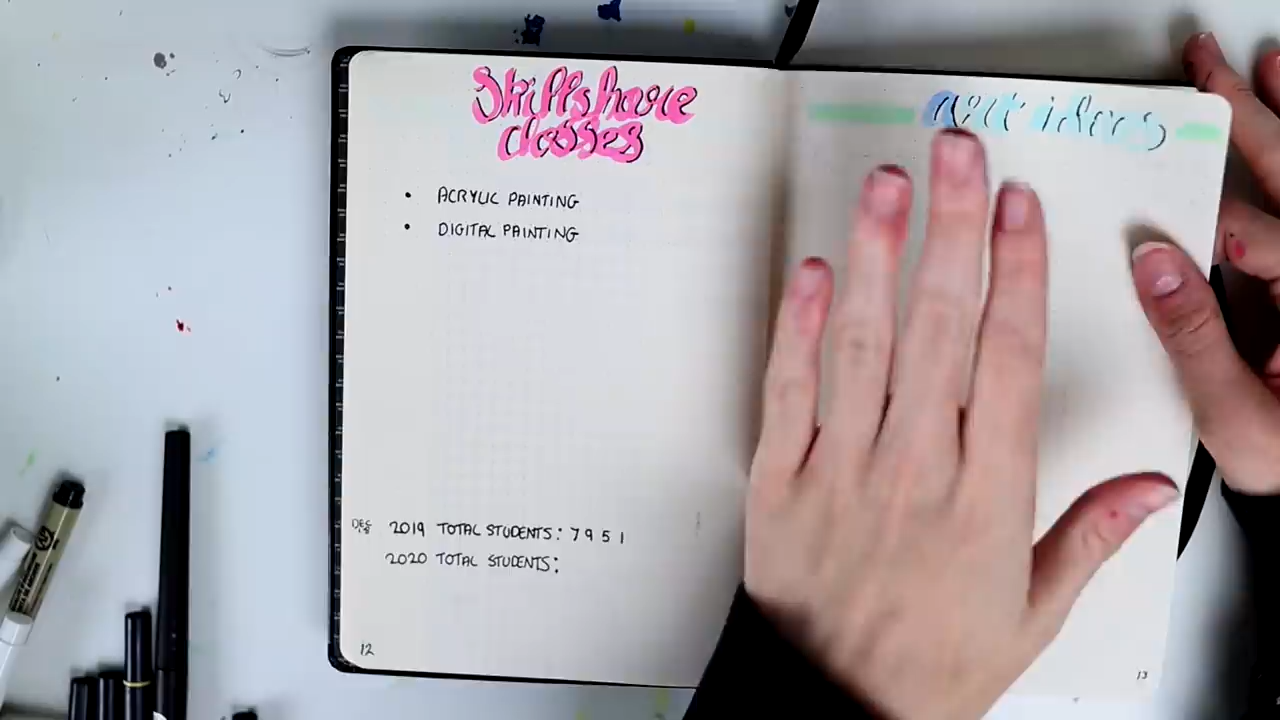 Skillshare
classes
• ACRYLIC PAINTING
• DIGITAL PAINTING
2019 TOTAL STUDENTS: 7951
2020 TOTAL STUDENTS:
12
art ideas
13